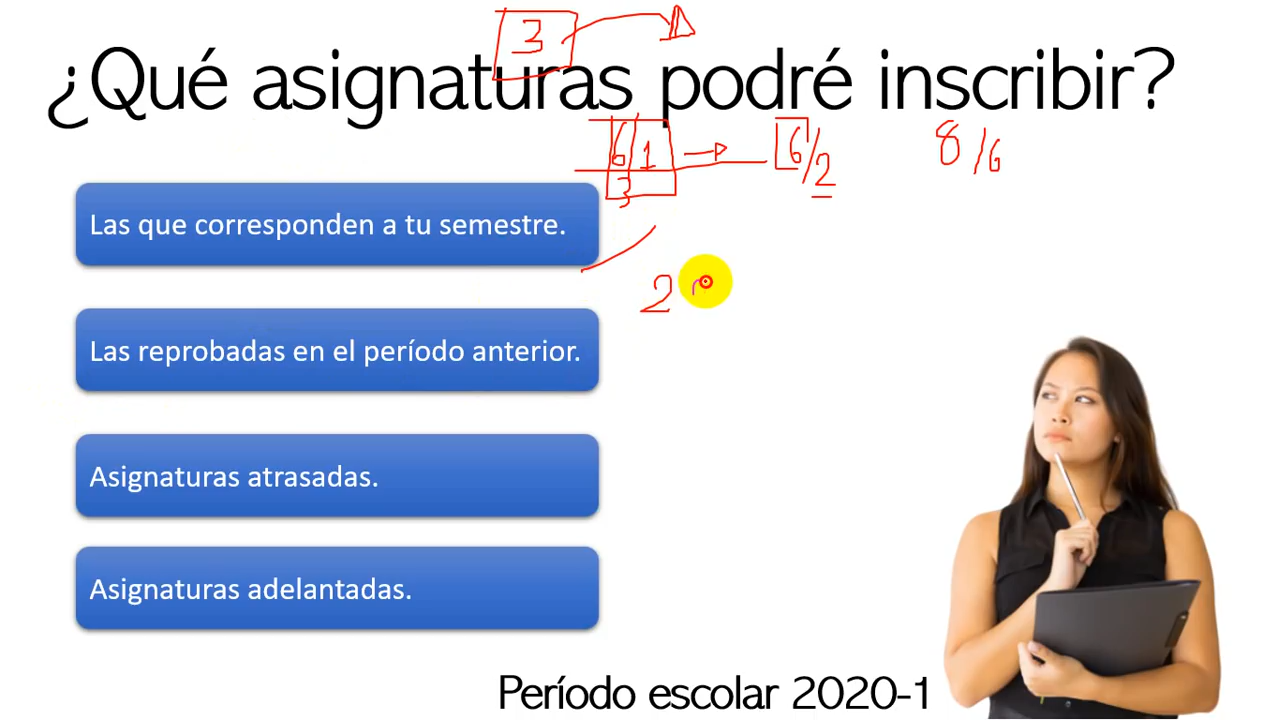 3
¿Qué asignaturas podré inscribir?
6 1 6/2 8/6
3
Las que corresponden a tu semestre.
2
Las reprobadas en el período anterior.
Asignaturas atrasadas.
Asignaturas adelantadas.
Período escolar 2020-1